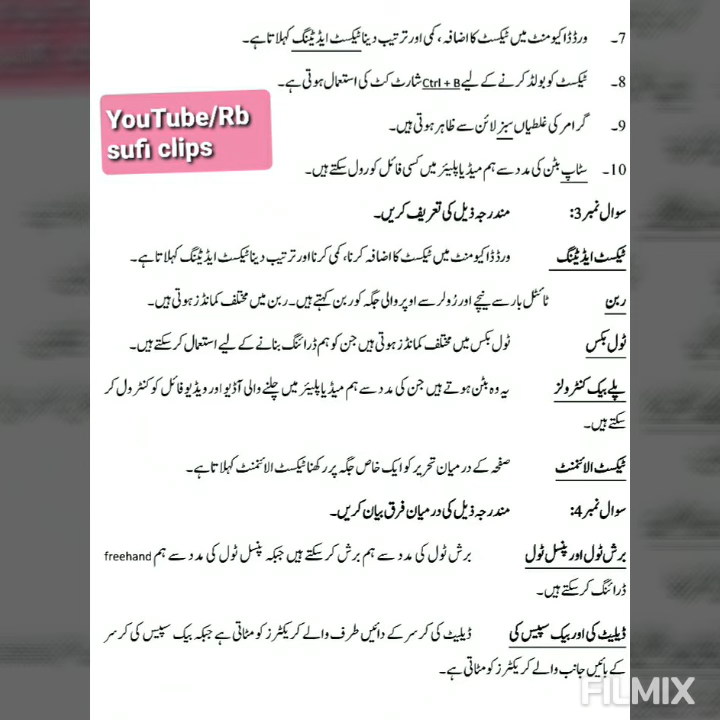 7۔ ورڈ ڈاکیومنٹ میں ٹیکسٹ کا اضافہ، کمی اور ترتیب دینا ٹیکسٹ ایڈیٹنگ کہلاتا ہے۔
8۔ ٹیکسٹ کو بولڈ کرنے کے لیے Ctrl + B شارٹ کٹ کی استعمال ہوتی ہے۔
YouTube/Rb
sufi clips
9۔ گرامر کی غلطیاں سبز لائن سے ظاہر ہوتی ہیں۔
10۔ سٹاپ بٹن کی مدد سے ہم میڈیا پلیئر میں کسی فائل کو رول سکتے ہیں۔
سوال نمبر 3: مندرجہ ذیل کی تعریف کریں۔
ٹیکسٹ ایڈیٹنگ ورڈ ڈاکیومنٹ میں ٹیکسٹ کا اضافہ کرنا، کمی کرنا اور ترتیب دینا ٹیکسٹ ایڈیٹنگ کہلاتا ہے۔
ربن ٹائٹل بار سے نیچے اور رُولر سے اوپر والی جگہ کو ربن کہتے ہیں۔ ربن میں مختلف کمانڈز ہوتی ہیں۔
ٹول بکس ٹول بکس میں مختلف کمانڈز ہوتی ہیں جن کو ہم ڈرائنگ بنانے کے لیے استعمال کر سکتے ہیں۔
پلے بیک کنٹرولز یہ وہ بٹن ہوتے ہیں جن کی مدد سے ہم میڈیا پلیئر میں چلنے والی آڈیو اور ویڈیو فائل کو کنٹرول کر
سکتے ہیں۔
ٹیکسٹ الائنمنٹ صفحہ کے درمیان تحریر کو ایک خاص جگہ پر رکھنا ٹیکسٹ الائنمنٹ کہلاتا ہے۔
سوال نمبر 4: مندرجہ ذیل کی درمیان فرق بیان کریں۔
برش ٹول اور پنسل ٹول برش ٹول کی مدد سے ہم برش کر سکتے ہیں جبکہ پنسل ٹول کی مدد سے ہم freehand
ڈرائنگ کر سکتے ہیں۔
ڈیلیٹ کی اور بیک سپیس کی ڈیلیٹ کی کرسر کے دائیں طرف والے کریکٹرز کو مٹاتی ہے جبکہ بیک سپیس کی کرسر
کے بائیں جانب والے کریکٹرز کو مٹاتی ہے۔
FILMIX